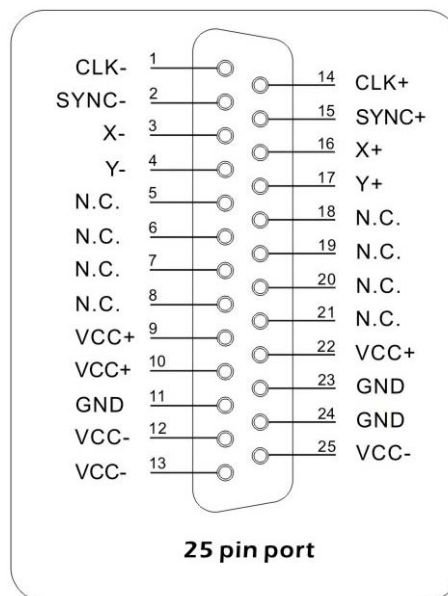 CLK- 1
SYNC- 2
X- 3
Y- 4
N.C. 5
N.C. 6
N.C. 7
N.C. 8
VCC+ 9
VCC+ 10
GND 11
VCC- 12
VCC- 13
14 CLK+
15 SYNC+
16 X+
17 Y+
18 N.C.
19 N.C.
20 N.C.
21 N.C.
22 VCC+
23 GND
24 GND
25 VCC-
25 pin port